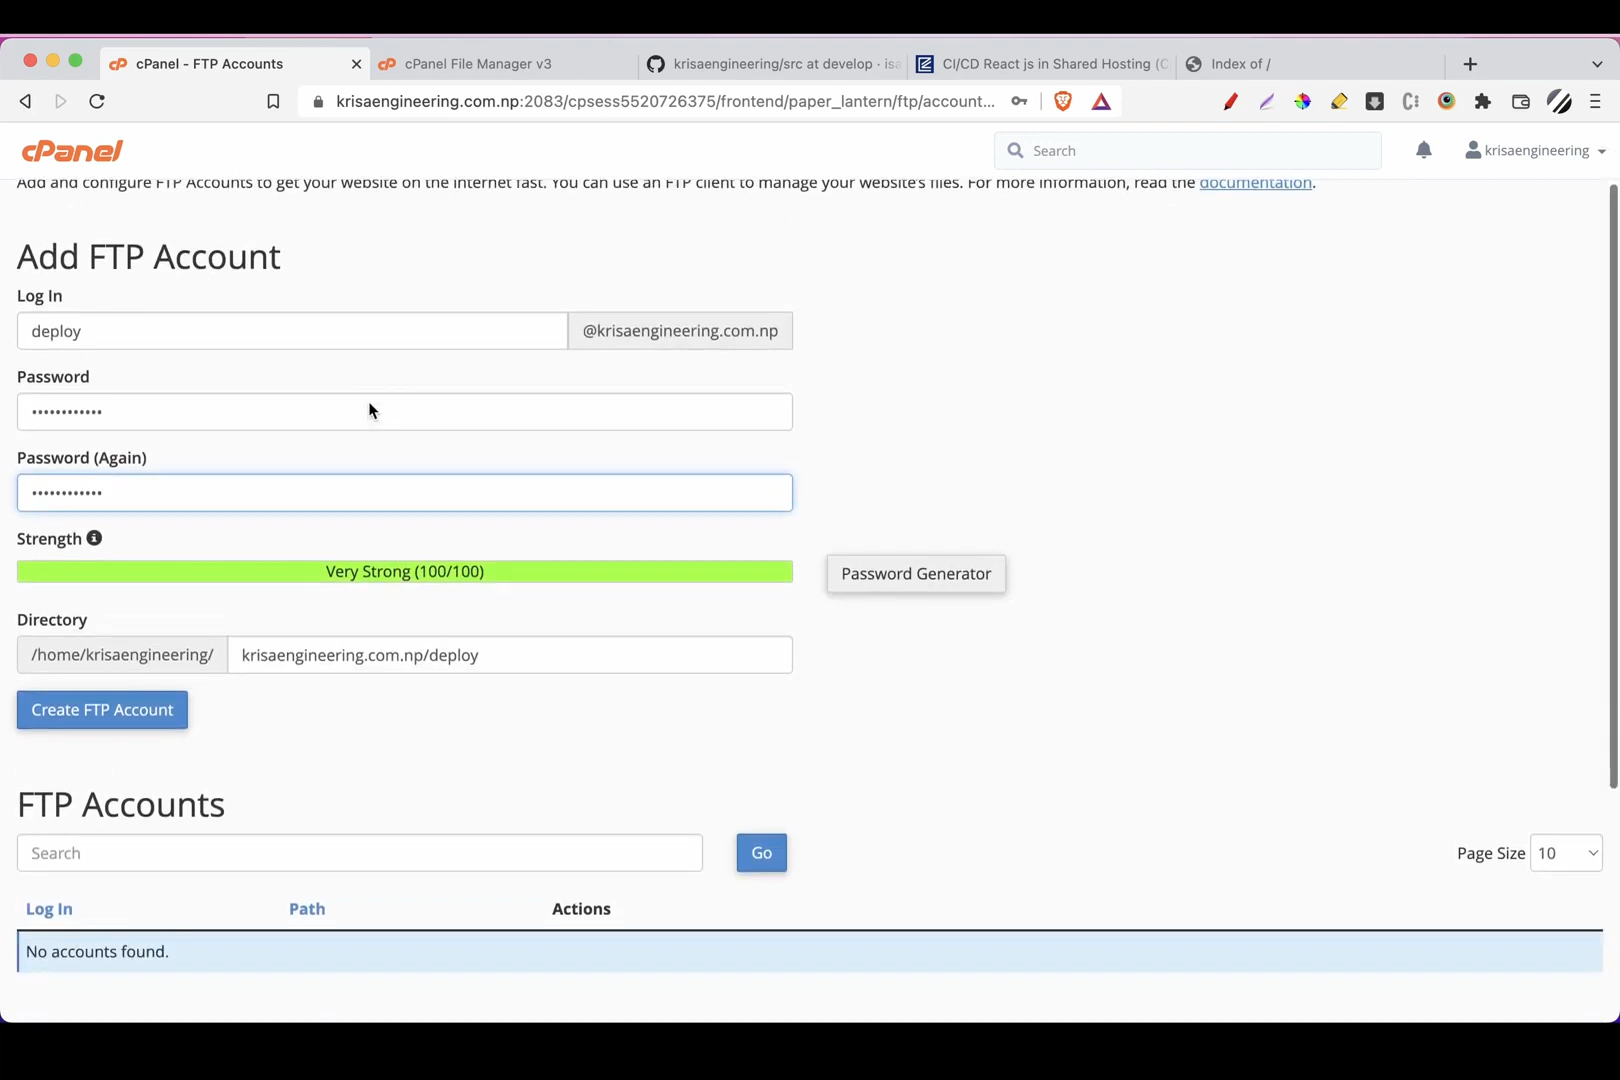 cPanel - FTP Accounts
cPanel File Manager v3
krisaengineering/src at develop · isa
CI/CD React js in Shared Hosting (C
Index of /
krisaengineering.com.np:2083/cpsess5520726375/frontend/paper_lantern/ftp/account...
cPanel
Search
krisaengineering
Add and configure FTP Accounts to get your website on the internet fast. You can use an FTP client to manage your website's files. For more information, read the documentation.
Add FTP Account
Log In
deploy
@krisaengineering.com.np
Password
••••••••••••
Password (Again)
••••••••••••
Strength
Very Strong (100/100)
Password Generator
Directory
/home/krisaengineering/
krisaengineering.com.np/deploy
Create FTP Account
FTP Accounts
Search
Go
Page Size
10
Log In
Path
Actions
No accounts found.